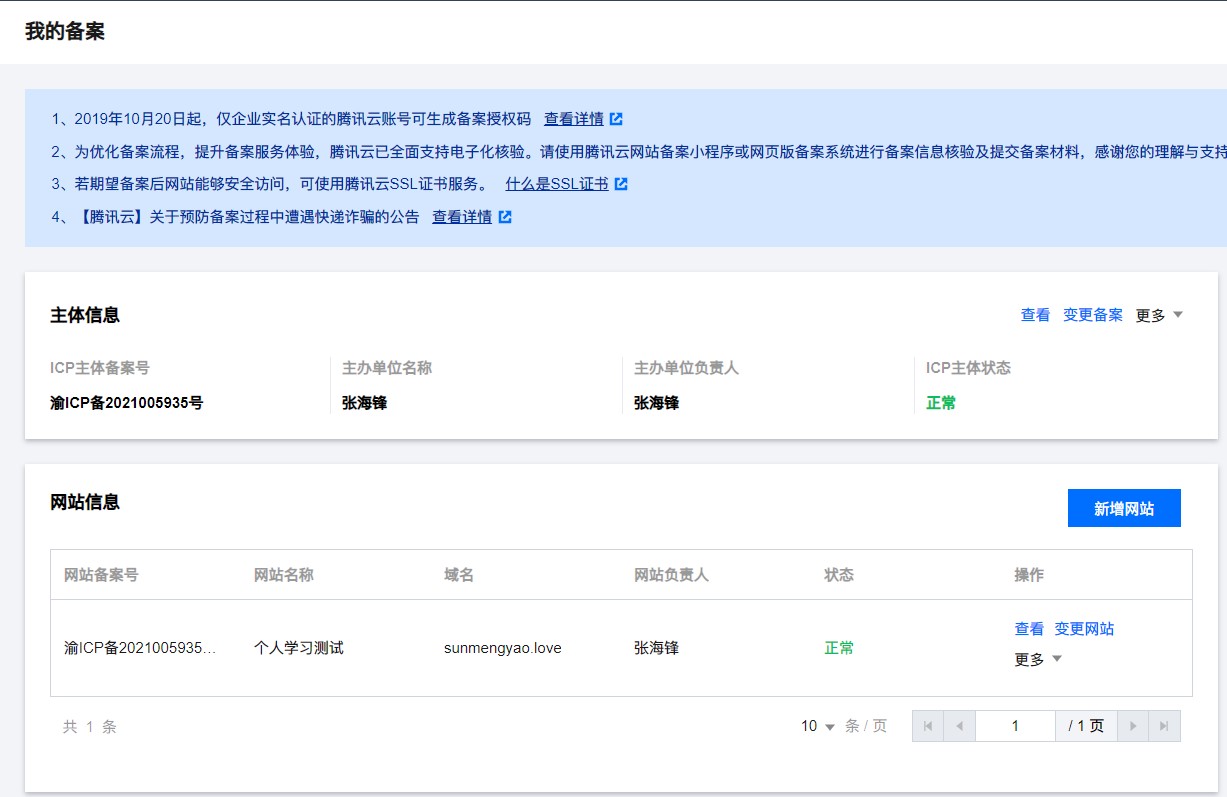 我的备案
1、2019年10月20日起，仅企业实名认证的腾讯云账号可生成备案授权码 查看详情
2、为优化备案流程，提升备案服务体验，腾讯云已全面支持电子化核验。请使用腾讯云网站备案小程序或网页版备案系统进行备案信息核验及提交备案材料，感谢您的理解与支持
3、若期望备案后网站能够安全访问，可使用腾讯云SSL证书服务。 什么是SSL证书
4、【腾讯云】关于预防备案过程中遭遇快递诈骗的公告 查看详情
主体信息 查看 变更备案 更多
ICP主体备案号 主办单位名称 主办单位负责人 ICP主体状态
渝ICP备2021005935号 张海锋 张海锋 正常
网站信息 新增网站
网站备案号 网站名称 域名 网站负责人 状态 操作
渝ICP备2021005935... 个人学习测试 sunmengyao.love 张海锋 正常 查看 变更网站
更多
共 1 条 10 条 / 页 1 / 1 页